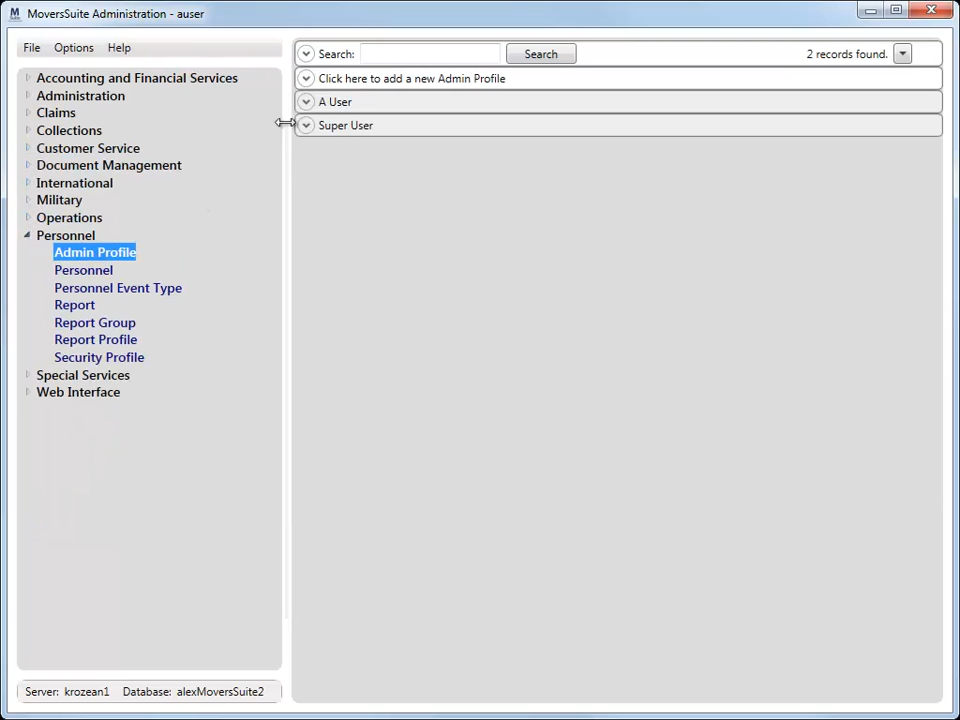 MoversSuite Administration - auser
File Options Help
Accounting and Financial Services
Administration
Claims
Collections
Customer Service
Document Management
International
Military
Operations
Personnel
Admin Profile
Personnel
Personnel Event Type
Report
Report Group
Report Profile
Security Profile
Special Services
Web Interface
Server: krozean1 Database: alexMoversSuite2
Search: Search 2 records found.
Click here to add a new Admin Profile
A User
Super User